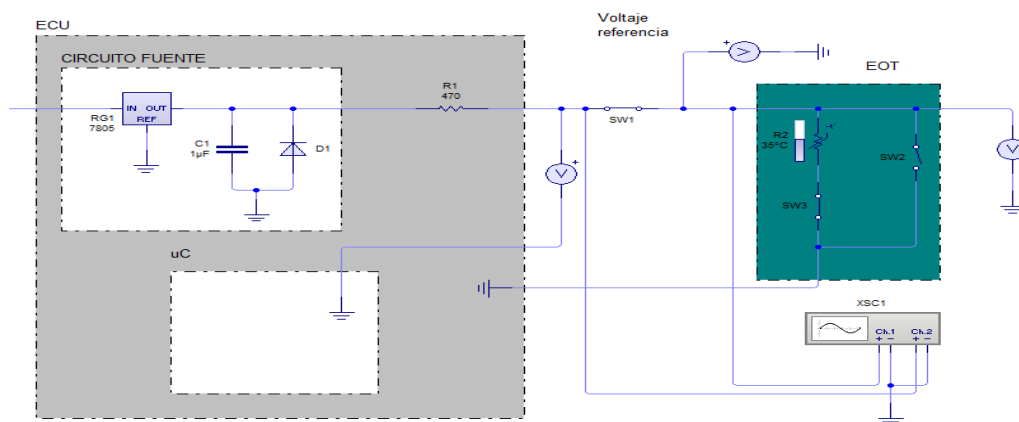 ECU
Voltaje
referencia
CIRCUITO FUENTE
EOT
R1
470
IN OUT
REF
RG1
7805
SW1
C1
1µF
D1
R2
35°C
-t°
SW2
SW3
uC
XSC1
Ch.1
Ch.2
+ -
+ -
+
V
+
V
V